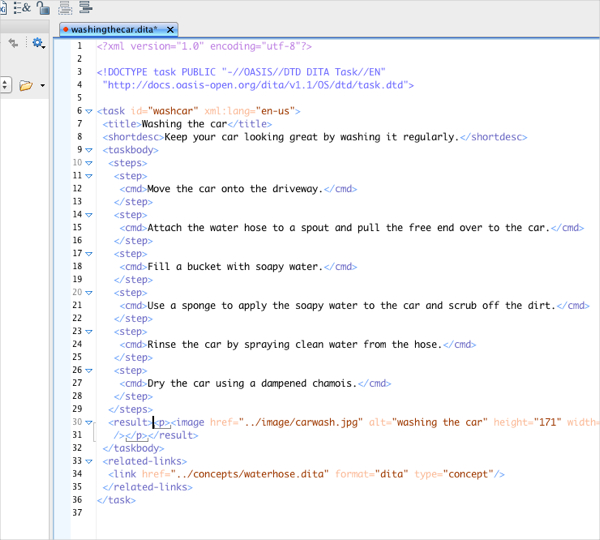 washingthecar.dita*
1 <?xml version="1.0" encoding="utf-8"?>
2
3 <!DOCTYPE task PUBLIC "-//OASIS//DTD DITA Task//EN"
4 "http://docs.oasis-open.org/dita/v1.1/OS/dtd/task.dtd">
5
6 <task id="washcar" xml:lang="en-us">
7 <title>Washing the car</title>
8 <shortdesc>Keep your car looking great by washing it regularly.</shortdesc>
9 <taskbody>
10 <steps>
11 <step>
12 <cmd>Move the car onto the driveway.</cmd>
13 </step>
14 <step>
15 <cmd>Attach the water hose to a spout and pull the free end over to the car.</cmd>
16 </step>
17 <step>
18 <cmd>Fill a bucket with soapy water.</cmd>
19 </step>
20 <step>
21 <cmd>Use a sponge to apply the soapy water to the car and scrub off the dirt.</cmd>
22 </step>
23 <step>
24 <cmd>Rinse the car by spraying clean water from the hose.</cmd>
25 </step>
26 <step>
27 <cmd>Dry the car using a dampened chamois.</cmd>
28 </step>
29 </steps>
30 <result><p><image href="../image/carwash.jpg" alt="washing the car" height="171" width=
31 /></p></result>
32 </taskbody>
33 <related-links>
34 <link href="../concepts/waterhose.dita" format="dita" type="concept"/>
35 </related-links>
36 </task>
37